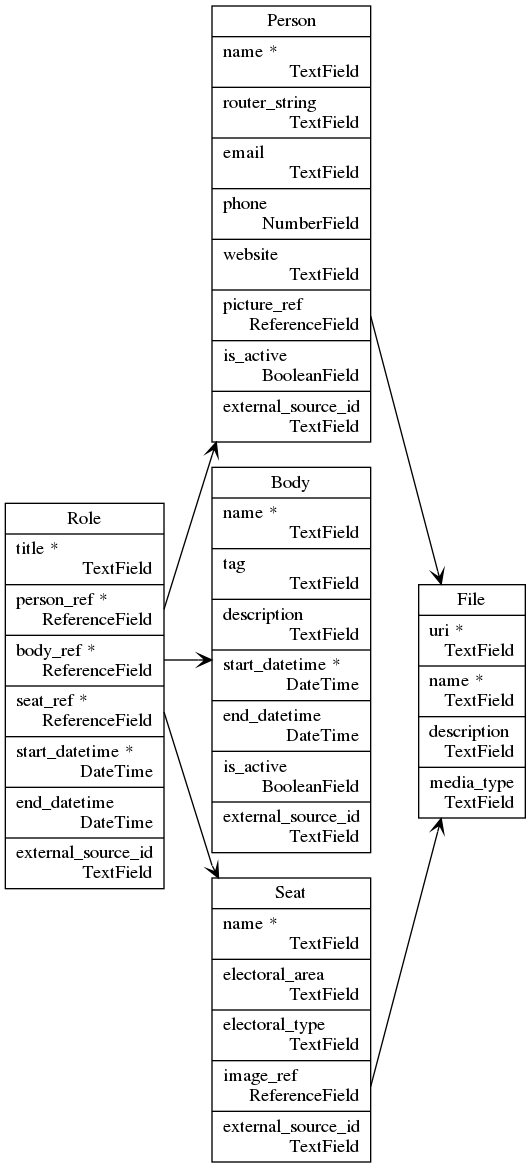 Person
name *
TextField
router_string
TextField
email
TextField
phone
NumberField
website
TextField
picture_ref
ReferenceField
is_active
BooleanField
external_source_id
TextField
Role
title *
TextField
person_ref *
ReferenceField
body_ref *
ReferenceField
seat_ref *
ReferenceField
start_datetime *
DateTime
end_datetime
DateTime
external_source_id
TextField
Body
name *
TextField
tag
TextField
description
TextField
start_datetime *
DateTime
end_datetime
DateTime
is_active
BooleanField
external_source_id
TextField
Seat
name *
TextField
electoral_area
TextField
electoral_type
TextField
image_ref
ReferenceField
external_source_id
TextField
File
uri *
TextField
name *
TextField
description
TextField
media_type
TextField